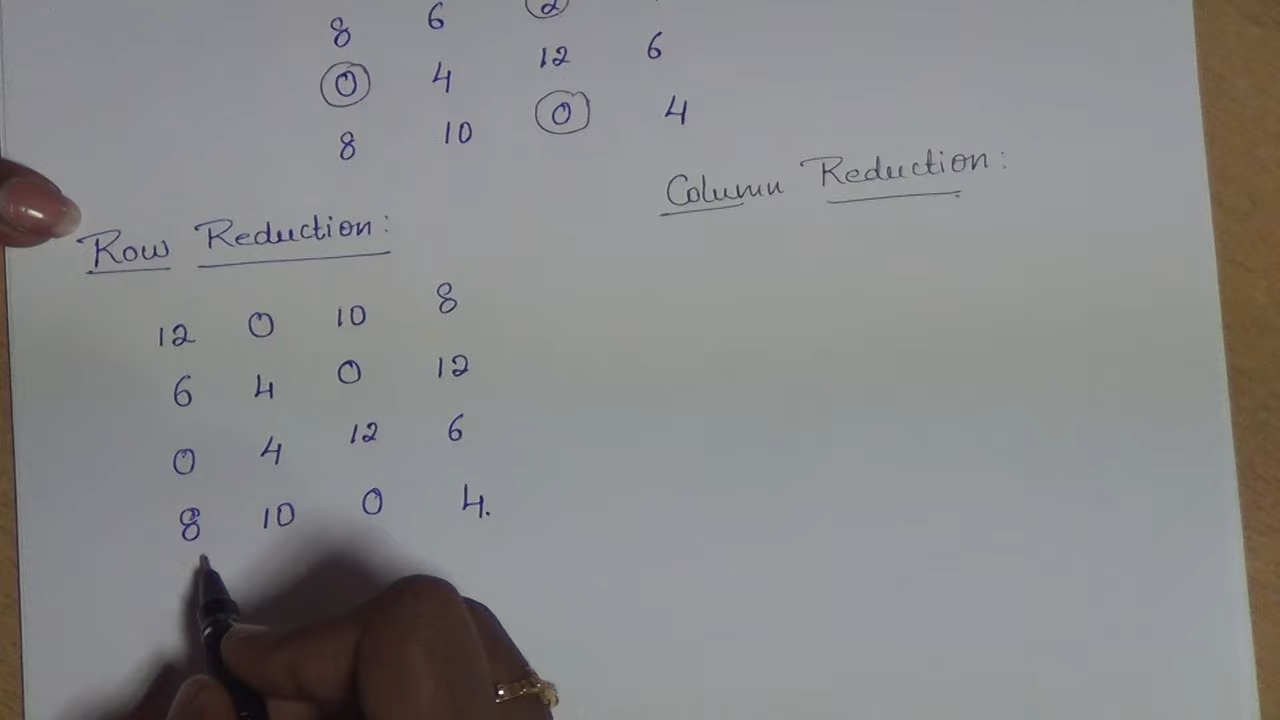 8 6 2
0 4 12 6
8 10 0 4
Row Reduction:
Column Reduction:
12 0 10 8
6 4 0 12
0 4 12 6
8 10 0 4.